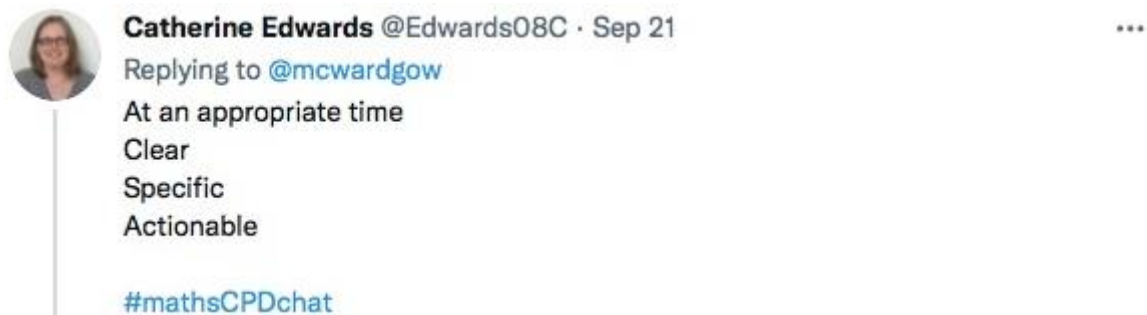 Catherine Edwards @Edwards08C · Sep 21
Replying to @mcwardgow
At an appropriate time
Clear
Specific
Actionable
#mathsCPDchat